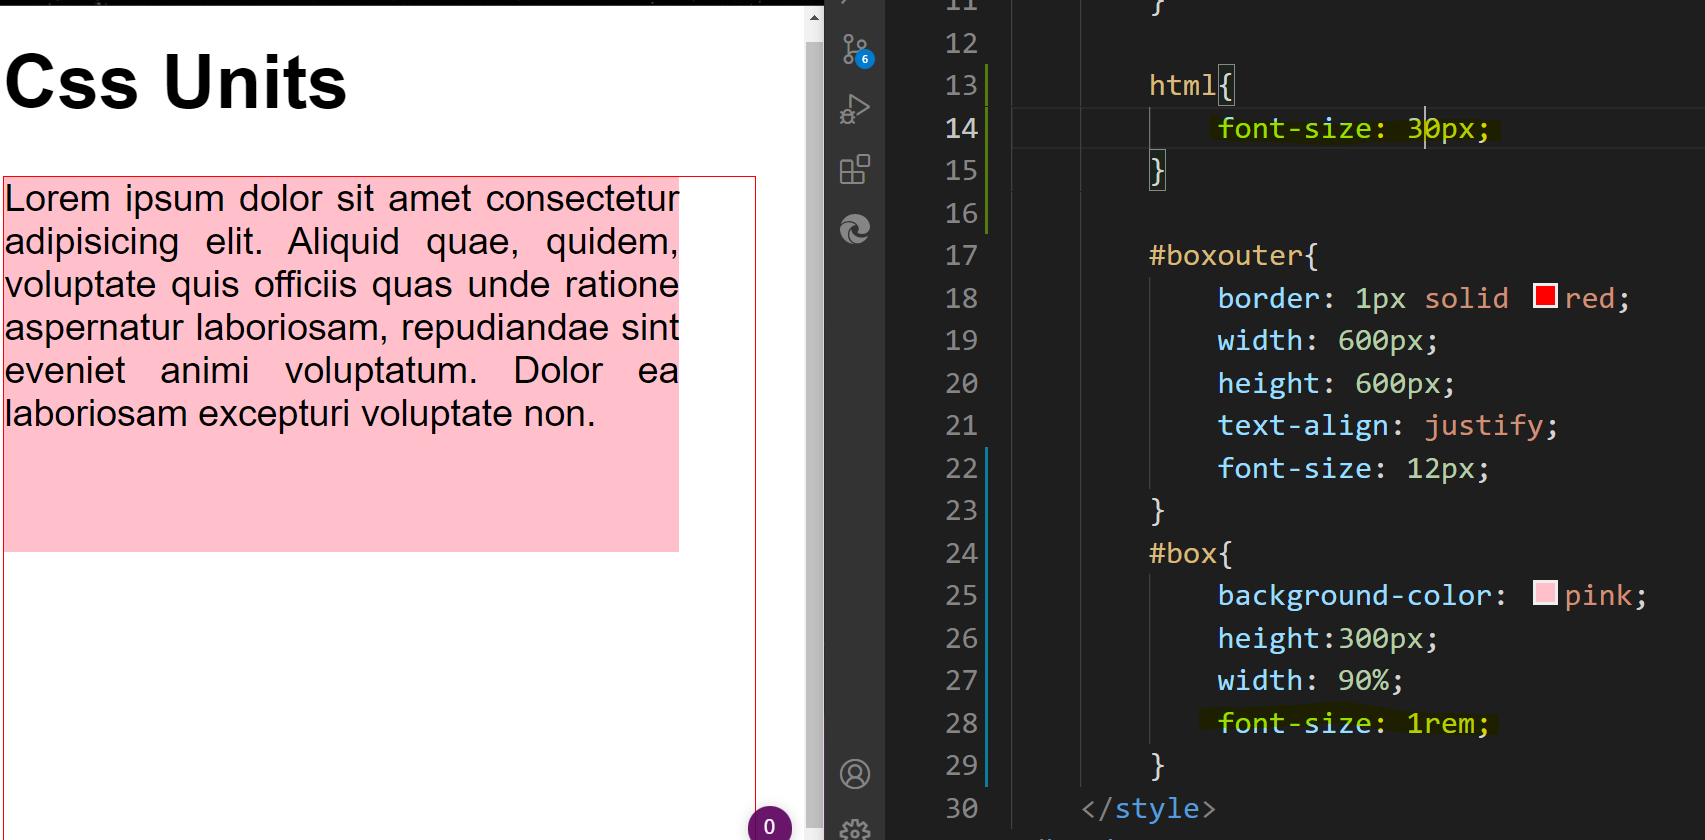 Css Units
Lorem ipsum dolor sit amet consectetur
adipisicing elit. Aliquid quae, quidem,
voluptate quis officiis quas unde ratione
aspernatur laboriosam, repudiandae sint
eveniet animi voluptatum. Dolor ea
laboriosam excepturi voluptate non.
0
6
11 }
12
13 html{
14 font-size: 30px;
15 }
16
17 #boxouter{
18 border: 1px solid red;
19 width: 600px;
20 height: 600px;
21 text-align: justify;
22 font-size: 12px;
23 }
24 #box{
25 background-color: pink;
26 height:300px;
27 width: 90%;
28 font-size: 1rem;
29 }
30 </style>